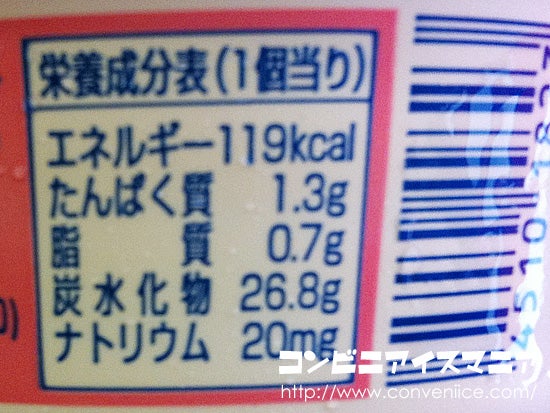 栄養成分表(1個当り)
エネルギー119kcal
たんぱく質 1.3g
脂質 0.7g
炭水化物 26.8g
ナトリウム 20mg
コンビニアイスマニア
http://www.conveniice.com/